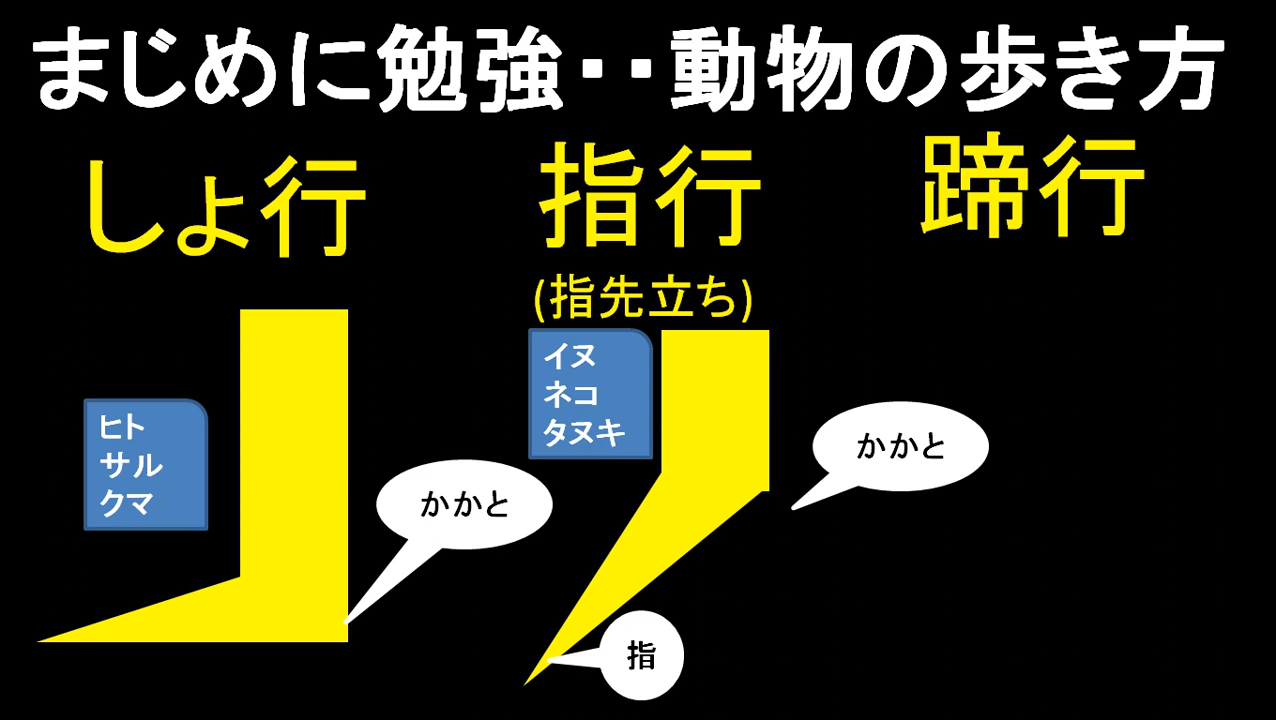 まじめに勉強・・動物の歩き方
しょ行
指行
蹄行
(指先立ち)
ヒト
サル
クマ
かかと
イヌ
ネコ
タヌキ
かかと
指